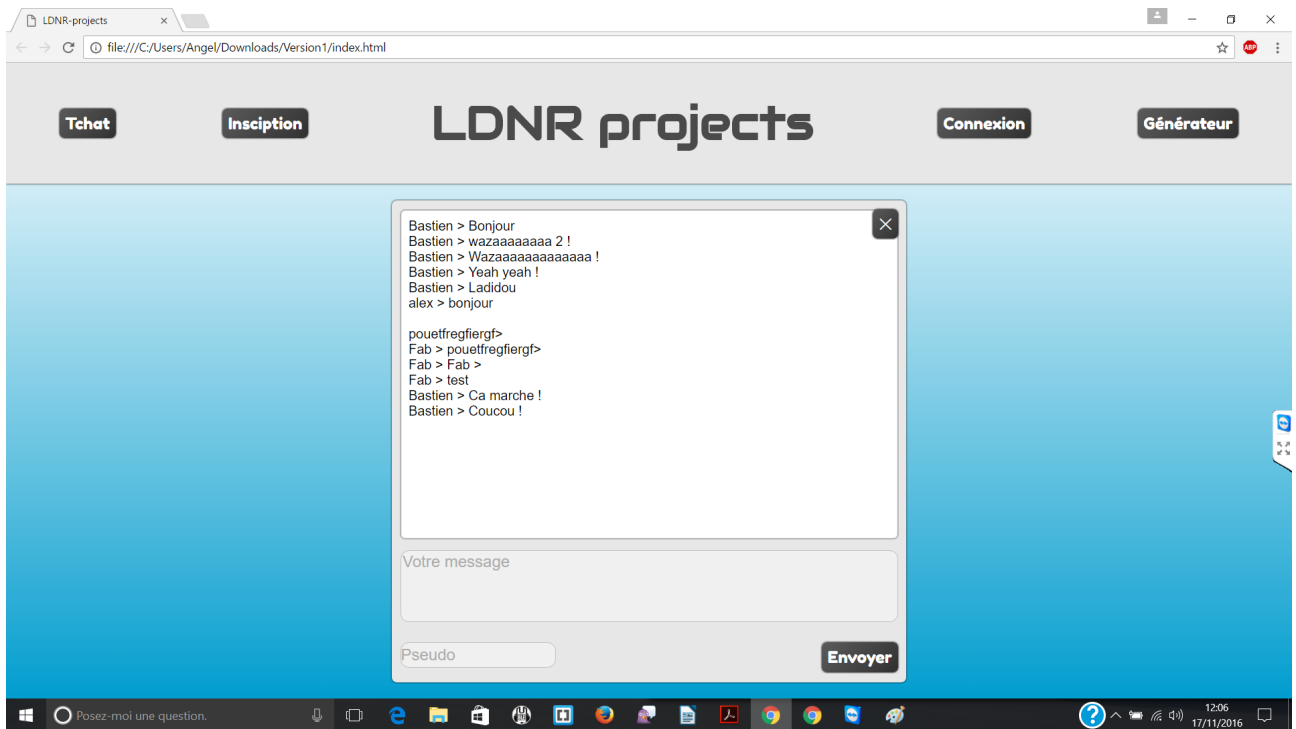 LDNR-projects
file:///C:/Users/Angel/Downloads/Version1/index.html
ABP
Tchat
Insciption
LDNR projects
Connexion
Générateur
Bastien > Bonjour
Bastien > wazaaaaaaaa 2 !
Bastien > Wazaaaaaaaaaaaaaa !
Bastien > Yeah yeah !
Bastien > Ladidou
alex > bonjour
pouetfregfiergf>
Fab > pouetfregfiergf>
Fab > Fab >
Fab > test
Bastien > Ca marche !
Bastien > Coucou !
Votre message
Pseudo
Envoyer
Posez-moi une question.
12:06
17/11/2016